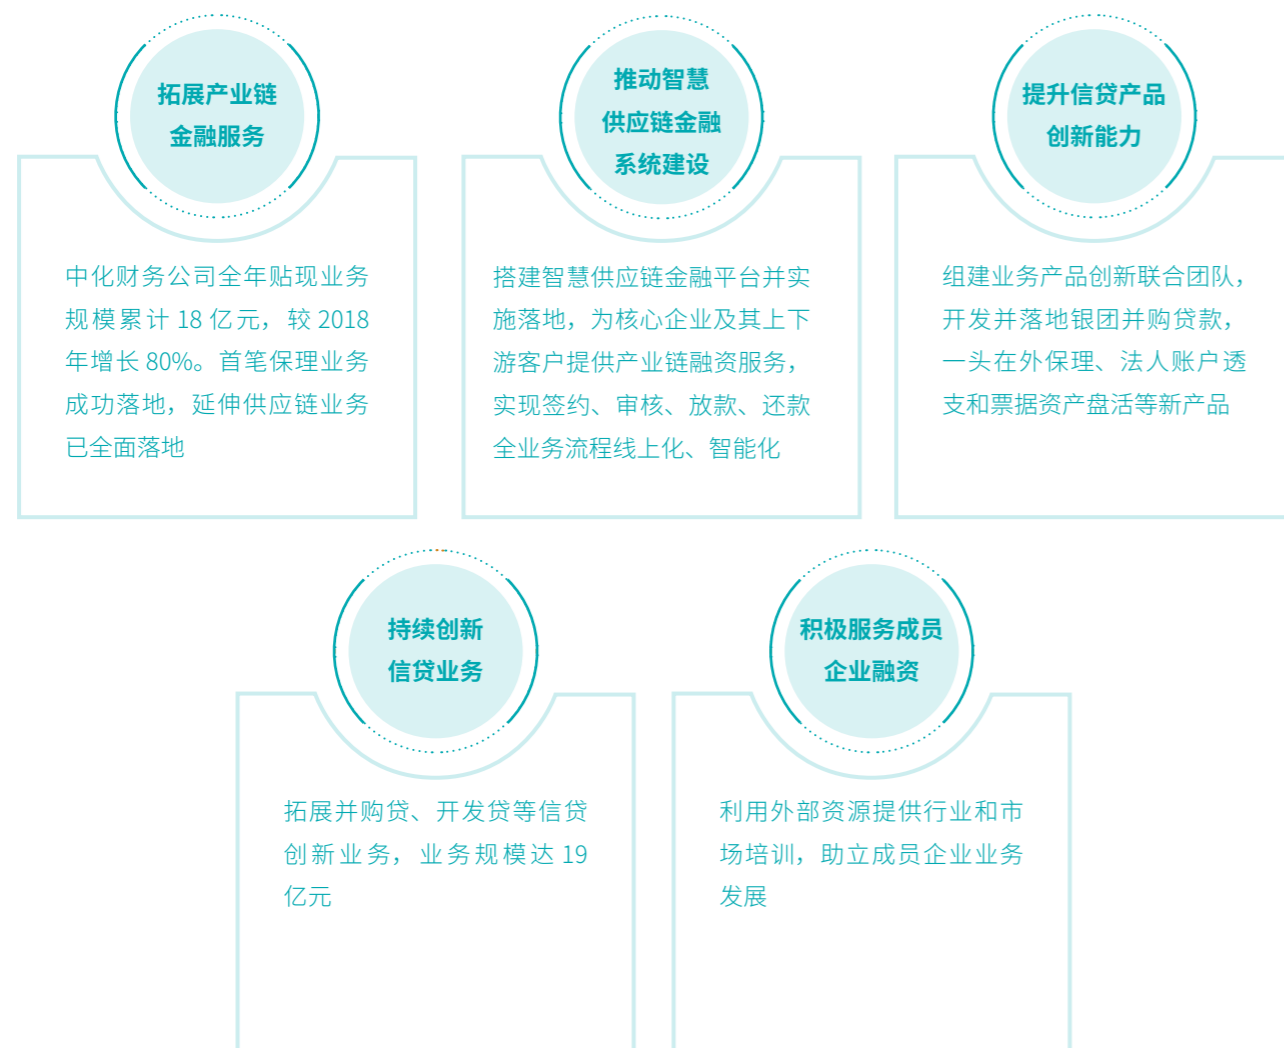 拓展产业链
金融服务
中化财务公司全年贴现业务
规模累计 18 亿元，较 2018
年增长 80%。首笔保理业务
成功落地，延伸供应链业务
已全面落地
推动智慧
供应链金融
系统建设
搭建智慧供应链金融平台并实
施落地，为核心企业及其上下
游客户提供产业链融资服务，
实现签约、审核、放款、还款
全业务流程线上化、智能化
提升信贷产品
创新能力
组建业务产品创新联合团队，
开发并落地银团并购贷款，
一头在外保理、法人账户透
支和票据资产盘活等新产品
持续创新
信贷业务
拓展并购贷、开发贷等信贷
创新业务，业务规模达 19
亿元
积极服务成员
企业融资
利用外部资源提供行业和市
场培训，助立成员企业业务
发展